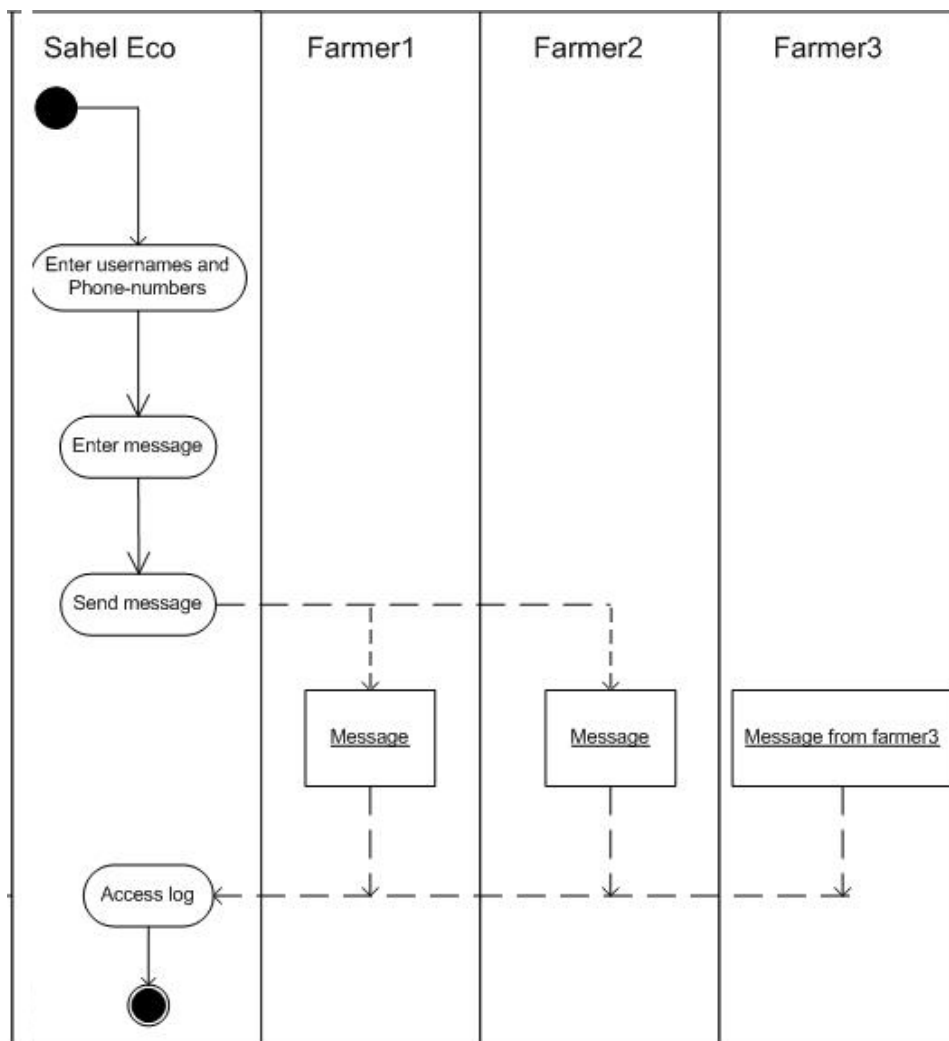 Sahel Eco
Farmer1
Farmer2
Farmer3
Enter usernames and
Phone-numbers
Enter message
Send message
Message
Message
Message from farmer3
Access log